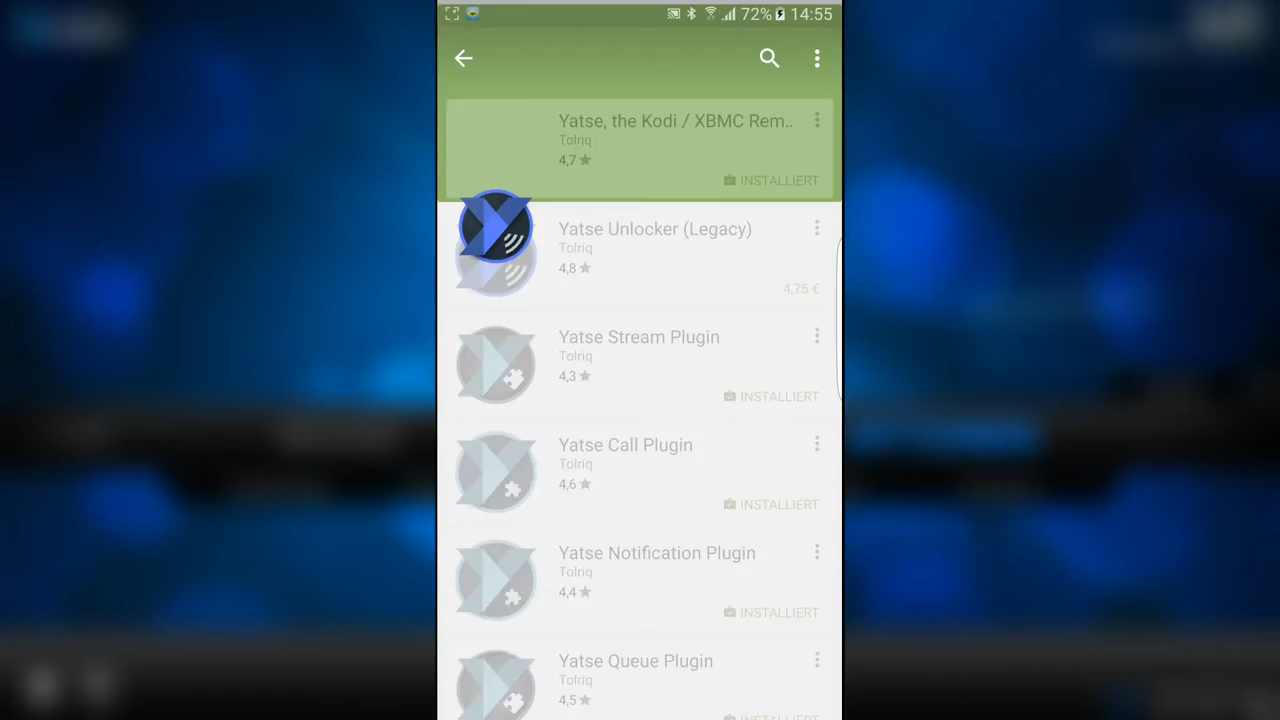 72% 14:55
Yatse, the Kodi / XBMC Rem..
Tolriq
4,7
INSTALLIERT
Yatse Unlocker (Legacy)
Tolriq
4,8
4,75 €
Yatse Stream Plugin
Tolriq
4,3
INSTALLIERT
Yatse Call Plugin
Tolriq
4,6
INSTALLIERT
Yatse Notification Plugin
Tolriq
4,4
INSTALLIERT
Yatse Queue Plugin
Tolriq
4,5
INSTALLIERT